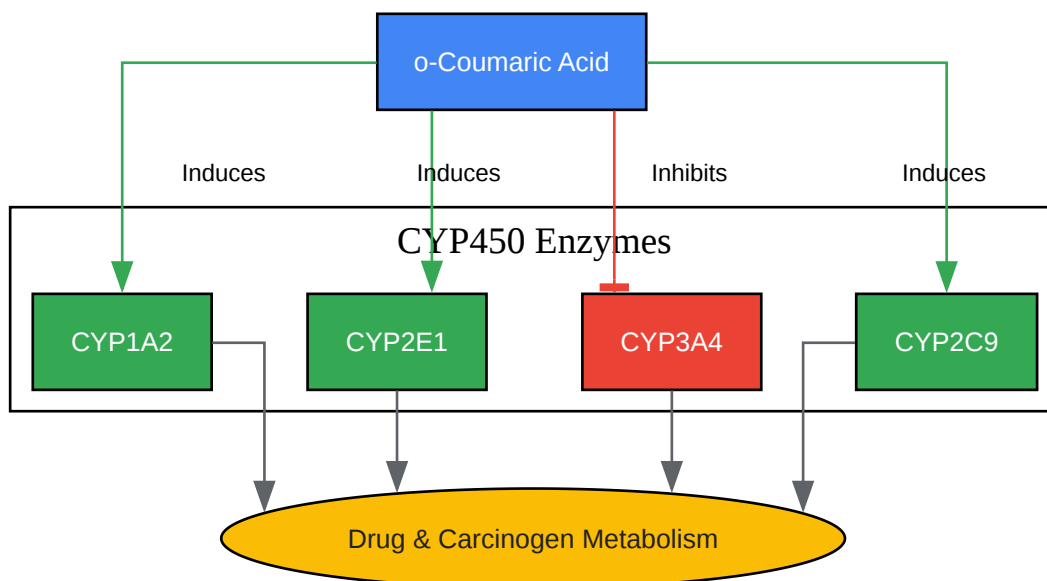 o-Coumaric Acid
Induces
Induces
Inhibits
Induces
CYP450 Enzymes
CYP1A2
CYP2E1
CYP3A4
CYP2C9
Drug & Carcinogen Metabolism